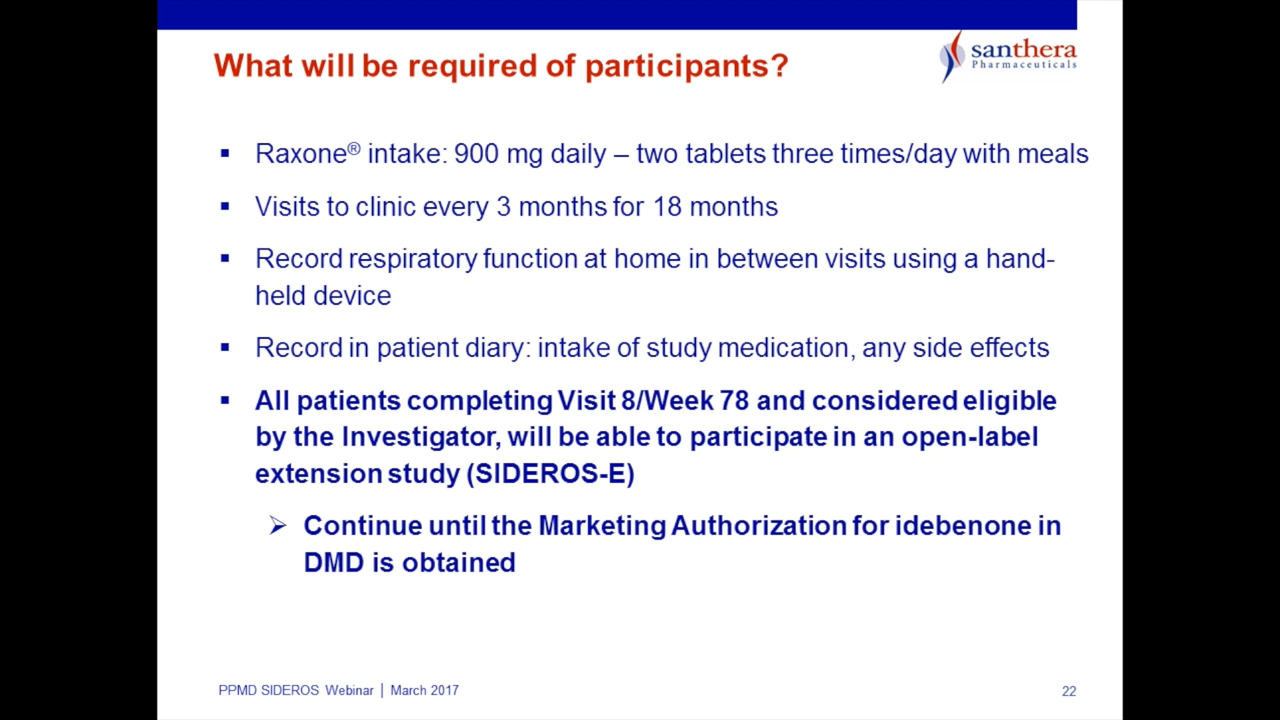 What will be required of participants?
santhera
Pharmaceuticals
▪ Raxone® intake: 900 mg daily – two tablets three times/day with meals
▪ Visits to clinic every 3 months for 18 months
▪ Record respiratory function at home in between visits using a hand-
held device
▪ Record in patient diary: intake of study medication, any side effects
▪ All patients completing Visit 8/Week 78 and considered eligible
by the Investigator, will be able to participate in an open-label
extension study (SIDEROS-E)
➢ Continue until the Marketing Authorization for idebenone in
DMD is obtained
PPMD SIDEROS Webinar | March 2017
22